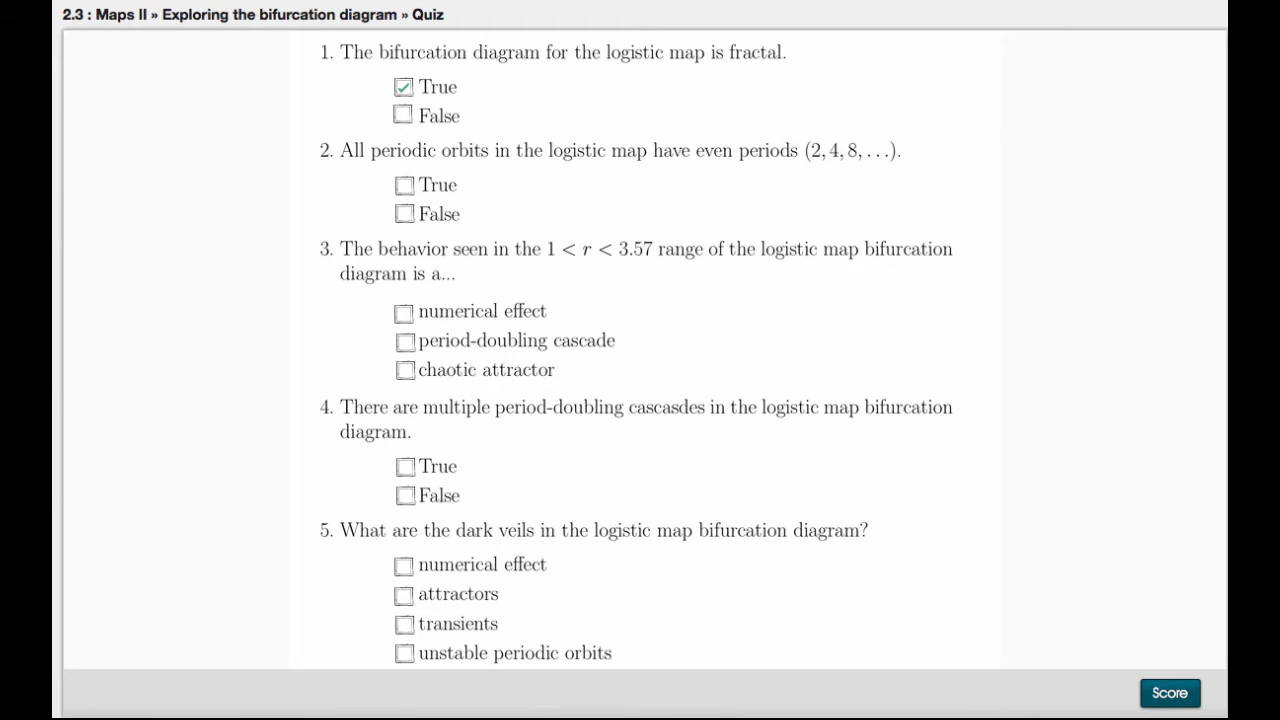 2.3 : Maps II » Exploring the bifurcation diagram » Quiz
1. The bifurcation diagram for the logistic map is fractal.
True
False
2. All periodic orbits in the logistic map have even periods (2, 4, 8, . . .).
True
False
3. The behavior seen in the 1 < r < 3.57 range of the logistic map bifurcation
diagram is a...
numerical effect
period-doubling cascade
chaotic attractor
4. There are multiple period-doubling cascasdes in the logistic map bifurcation
diagram.
True
False
5. What are the dark veils in the logistic map bifurcation diagram?
numerical effect
attractors
transients
unstable periodic orbits
Score